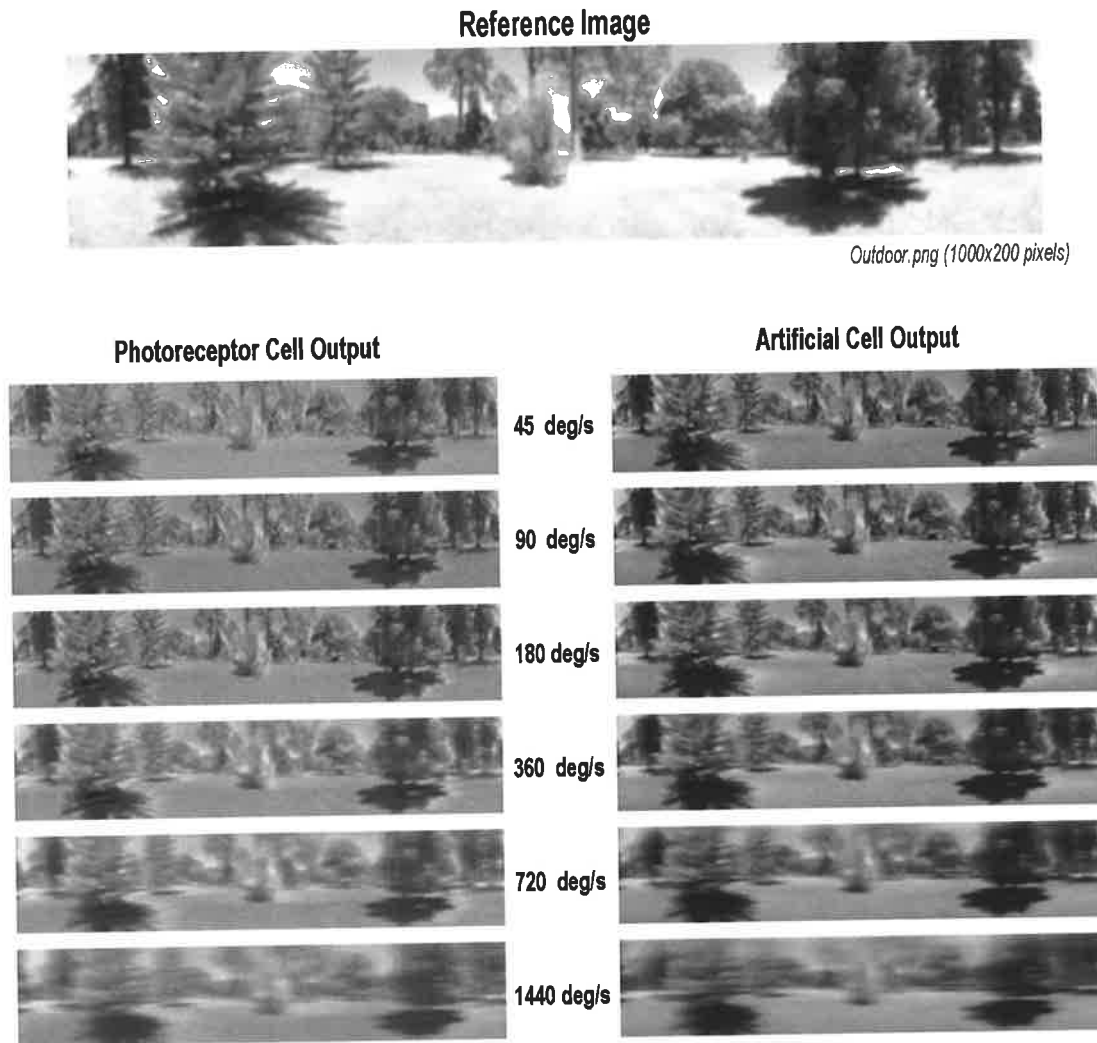 Reference Image
Outdoor.png (1000x200 pixels)
Photoreceptor Cell Output
Artificial Cell Output
45 deg/s
90 deg/s
180 deg/s
360 deg/s
720 deg/s
1440 deg/s